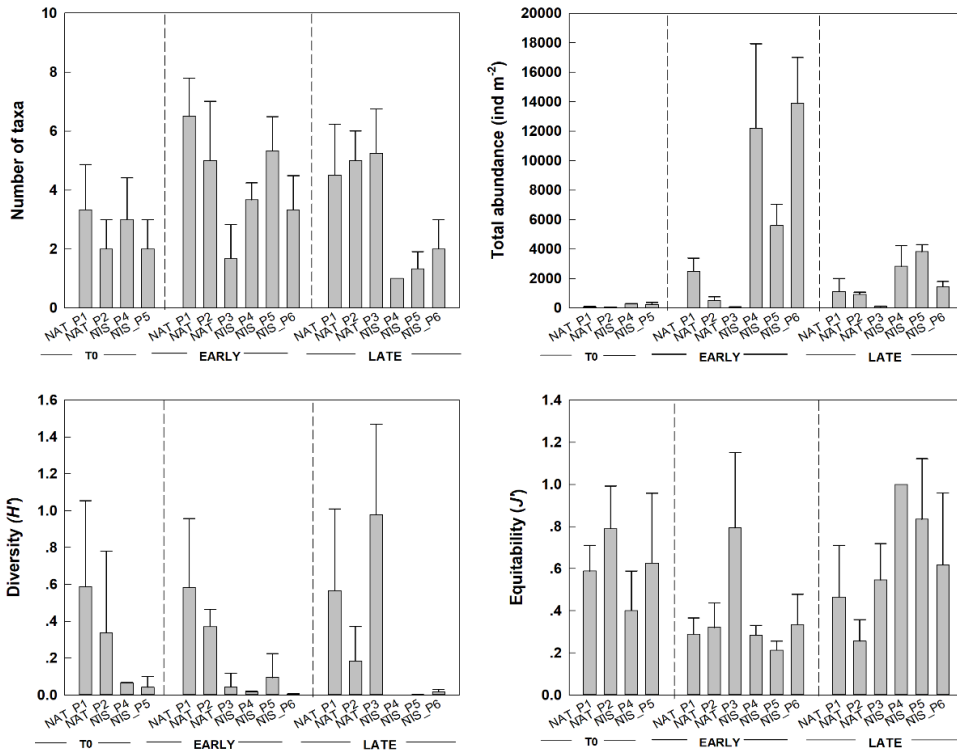 10
8
6
4
2
0
Number of taxa
NAT_P1
NAT_P2
NIS_P4
NIS_P5
NAT_P1
NAT_P2
NAT_P3
NIS_P4
NIS_P5
NIS_P6
NAT_P1
NAT_P2
NAT_P3
NIS_P4
NIS_P5
NIS_P6
T0 EARLY LATE
20000
18000
16000
14000
12000
10000
8000
6000
4000
2000
0
Total abundance (ind m-2)
NAT_P1
NAT_P2
NIS_P4
NIS_P5
NAT_P1
NAT_P2
NAT_P3
NIS_P4
NIS_P5
NIS_P6
NAT_P1
NAT_P2
NAT_P3
NIS_P4
NIS_P5
NIS_P6
T0 EARLY LATE
1.6
1.4
1.2
1.0
.8
.6
.4
.2
0.0
Diversity (H')
NAT_P1
NAT_P2
NIS_P4
NIS_P5
NAT_P1
NAT_P2
NAT_P3
NIS_P4
NIS_P5
NIS_P6
NAT_P1
NAT_P2
NAT_P3
NIS_P4
NIS_P5
NIS_P6
T0 EARLY LATE
1.4
1.2
1.0
.8
.6
.4
.2
0.0
Equitability (J')
NAT_P1
NAT_P2
NIS_P4
NIS_P5
NAT_P1
NAT_P2
NAT_P3
NIS_P4
NIS_P5
NIS_P6
NAT_P1
NAT_P2
NAT_P3
NIS_P4
NIS_P5
NIS_P6
T0 EARLY LATE